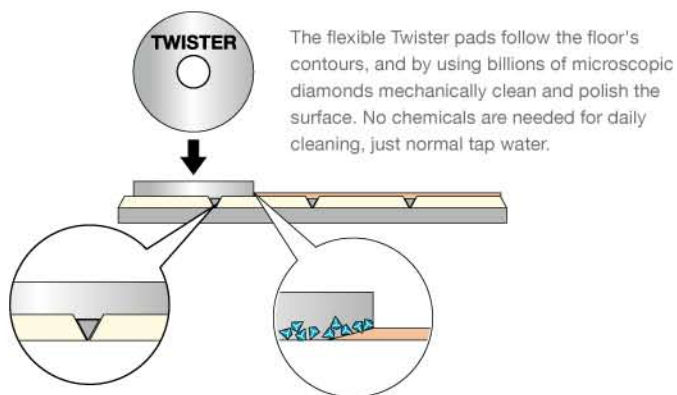 TWISTER
The flexible Twister pads follow the floor's
contours, and by using billions of microscopic
diamonds mechanically clean and polish the
surface. No chemicals are needed for daily
cleaning, just normal tap water.